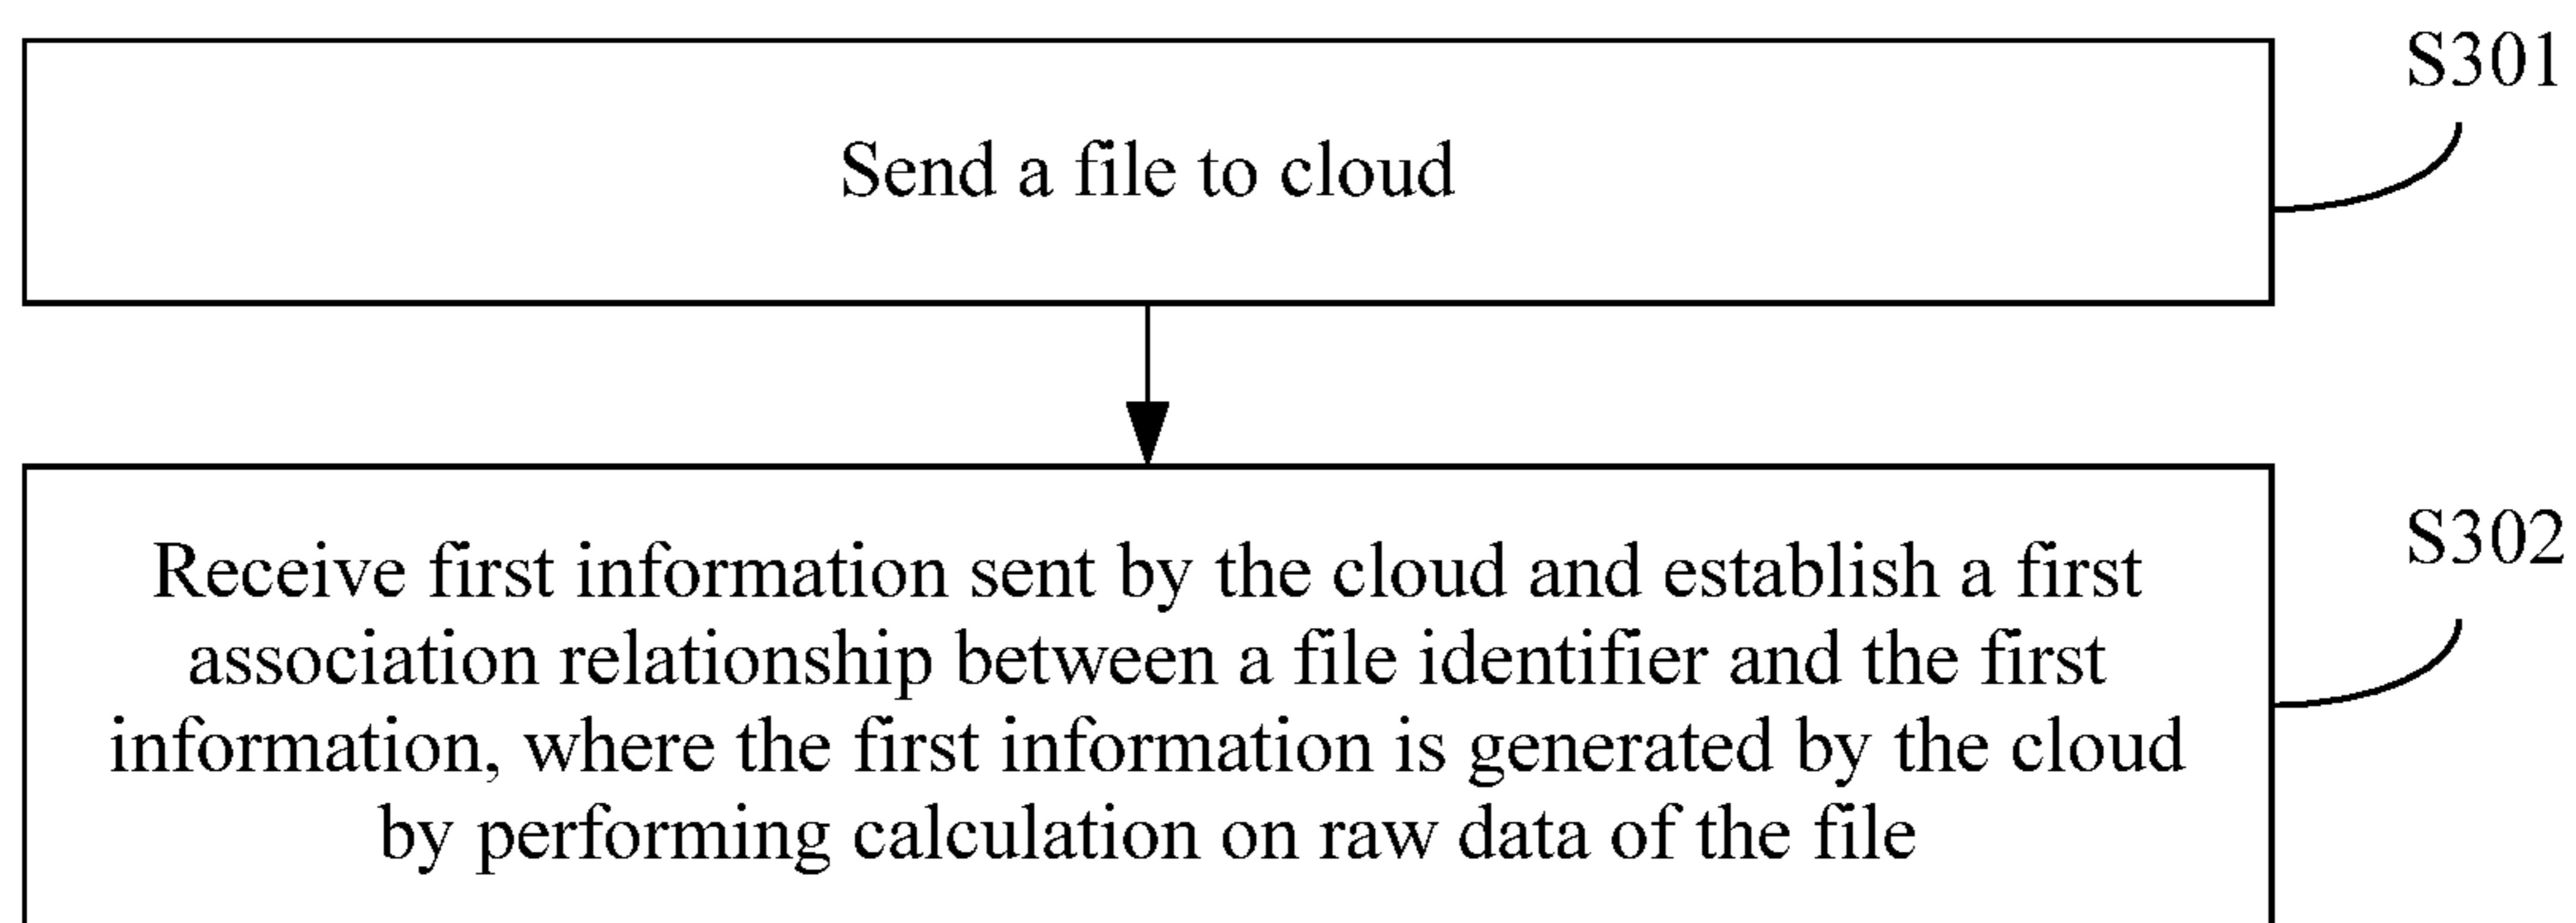 S301
Send a file to cloud
S302
Receive first information sent by the cloud and establish a first
association relationship between a file identifier and the first
information, where the first information is generated by the cloud
by performing calculation on raw data of the file